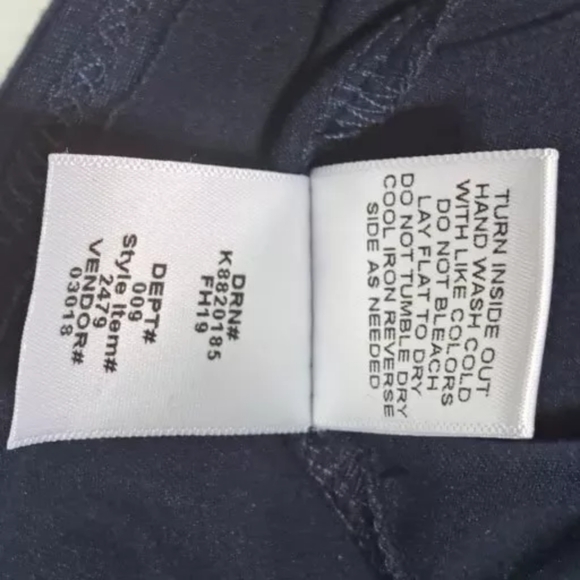 DRN#
K8820185
FH19
DEPT#
009
Style Item#
2479
VENDOR#
03018
TURN INSIDE OUT
HAND WASH COLD
WITH LIKE COLORS
DO NOT BLEACH
LAY FLAT TO DRY
DO NOT TUMBLE DRY
COOL IRON REVERSE
SIDE AS NEEDED